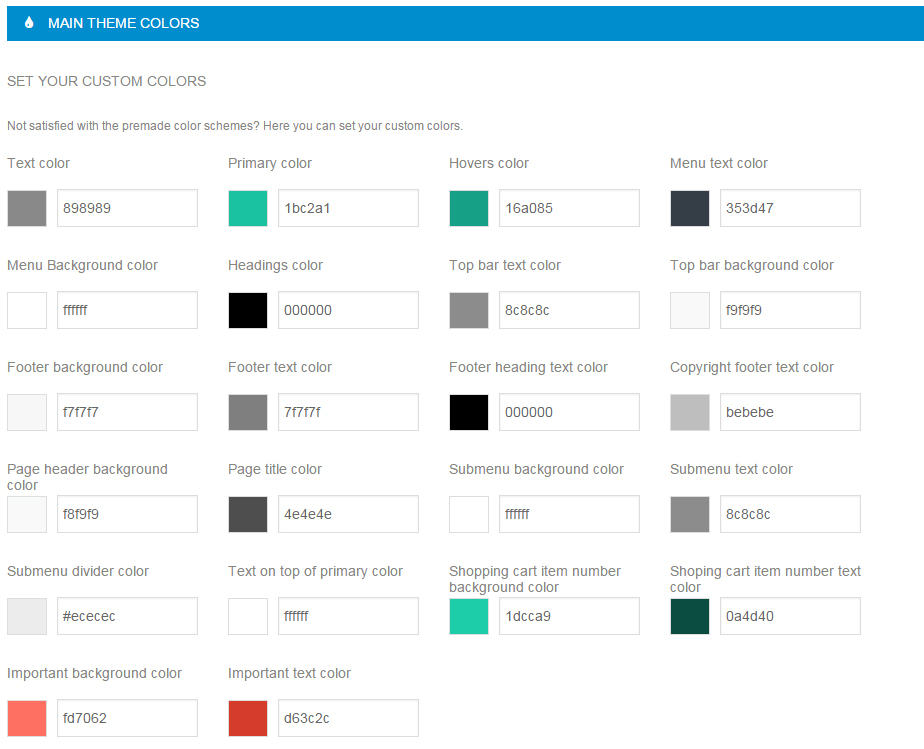 MAIN THEME COLORS
SET YOUR CUSTOM COLORS
Not satisfied with the premade color schemes? Here you can set your custom colors.
Text color
Primary color
Hovers color
Menu text color
898989
1bc2a1
16a085
353d47
Menu Background color
Headings color
Top bar text color
Top bar background color
ffffff
000000
8c8c8c
f9f9f9
Footer background color
Footer text color
Footer heading text color
Copyright footer text color
f7f7f7
7f7f7f
000000
bebebe
Page header background
color
Page title color
Submenu background color
Submenu text color
f8f9f9
4e4e4e
ffffff
8c8c8c
Submenu divider color
Text on top of primary color
Shopping cart item number
background color
Shoping cart item number text
color
#ececec
ffffff
1dcca9
0a4d40
Important background color
Important text color
fd7062
d63c2c